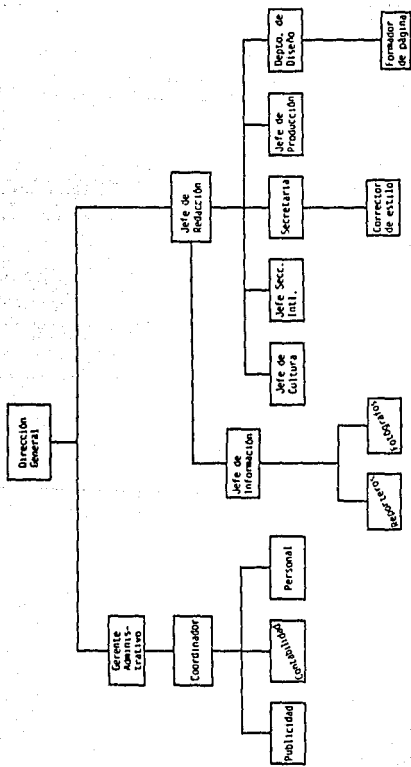 Dirección
General
Gerente
Adminis-
trativo
Jefe de
Redacción
Coordinador
Jefe de
Información
Publicidad
Contabilidad
Personal
Reporteros
Fotógrafos
Jefe de
Cultura
Jefe Secc.
Intl.
Secretaria
Jefe de
Producción
Depto. de
Diseño
Corrector
de estilo
Formador
de página